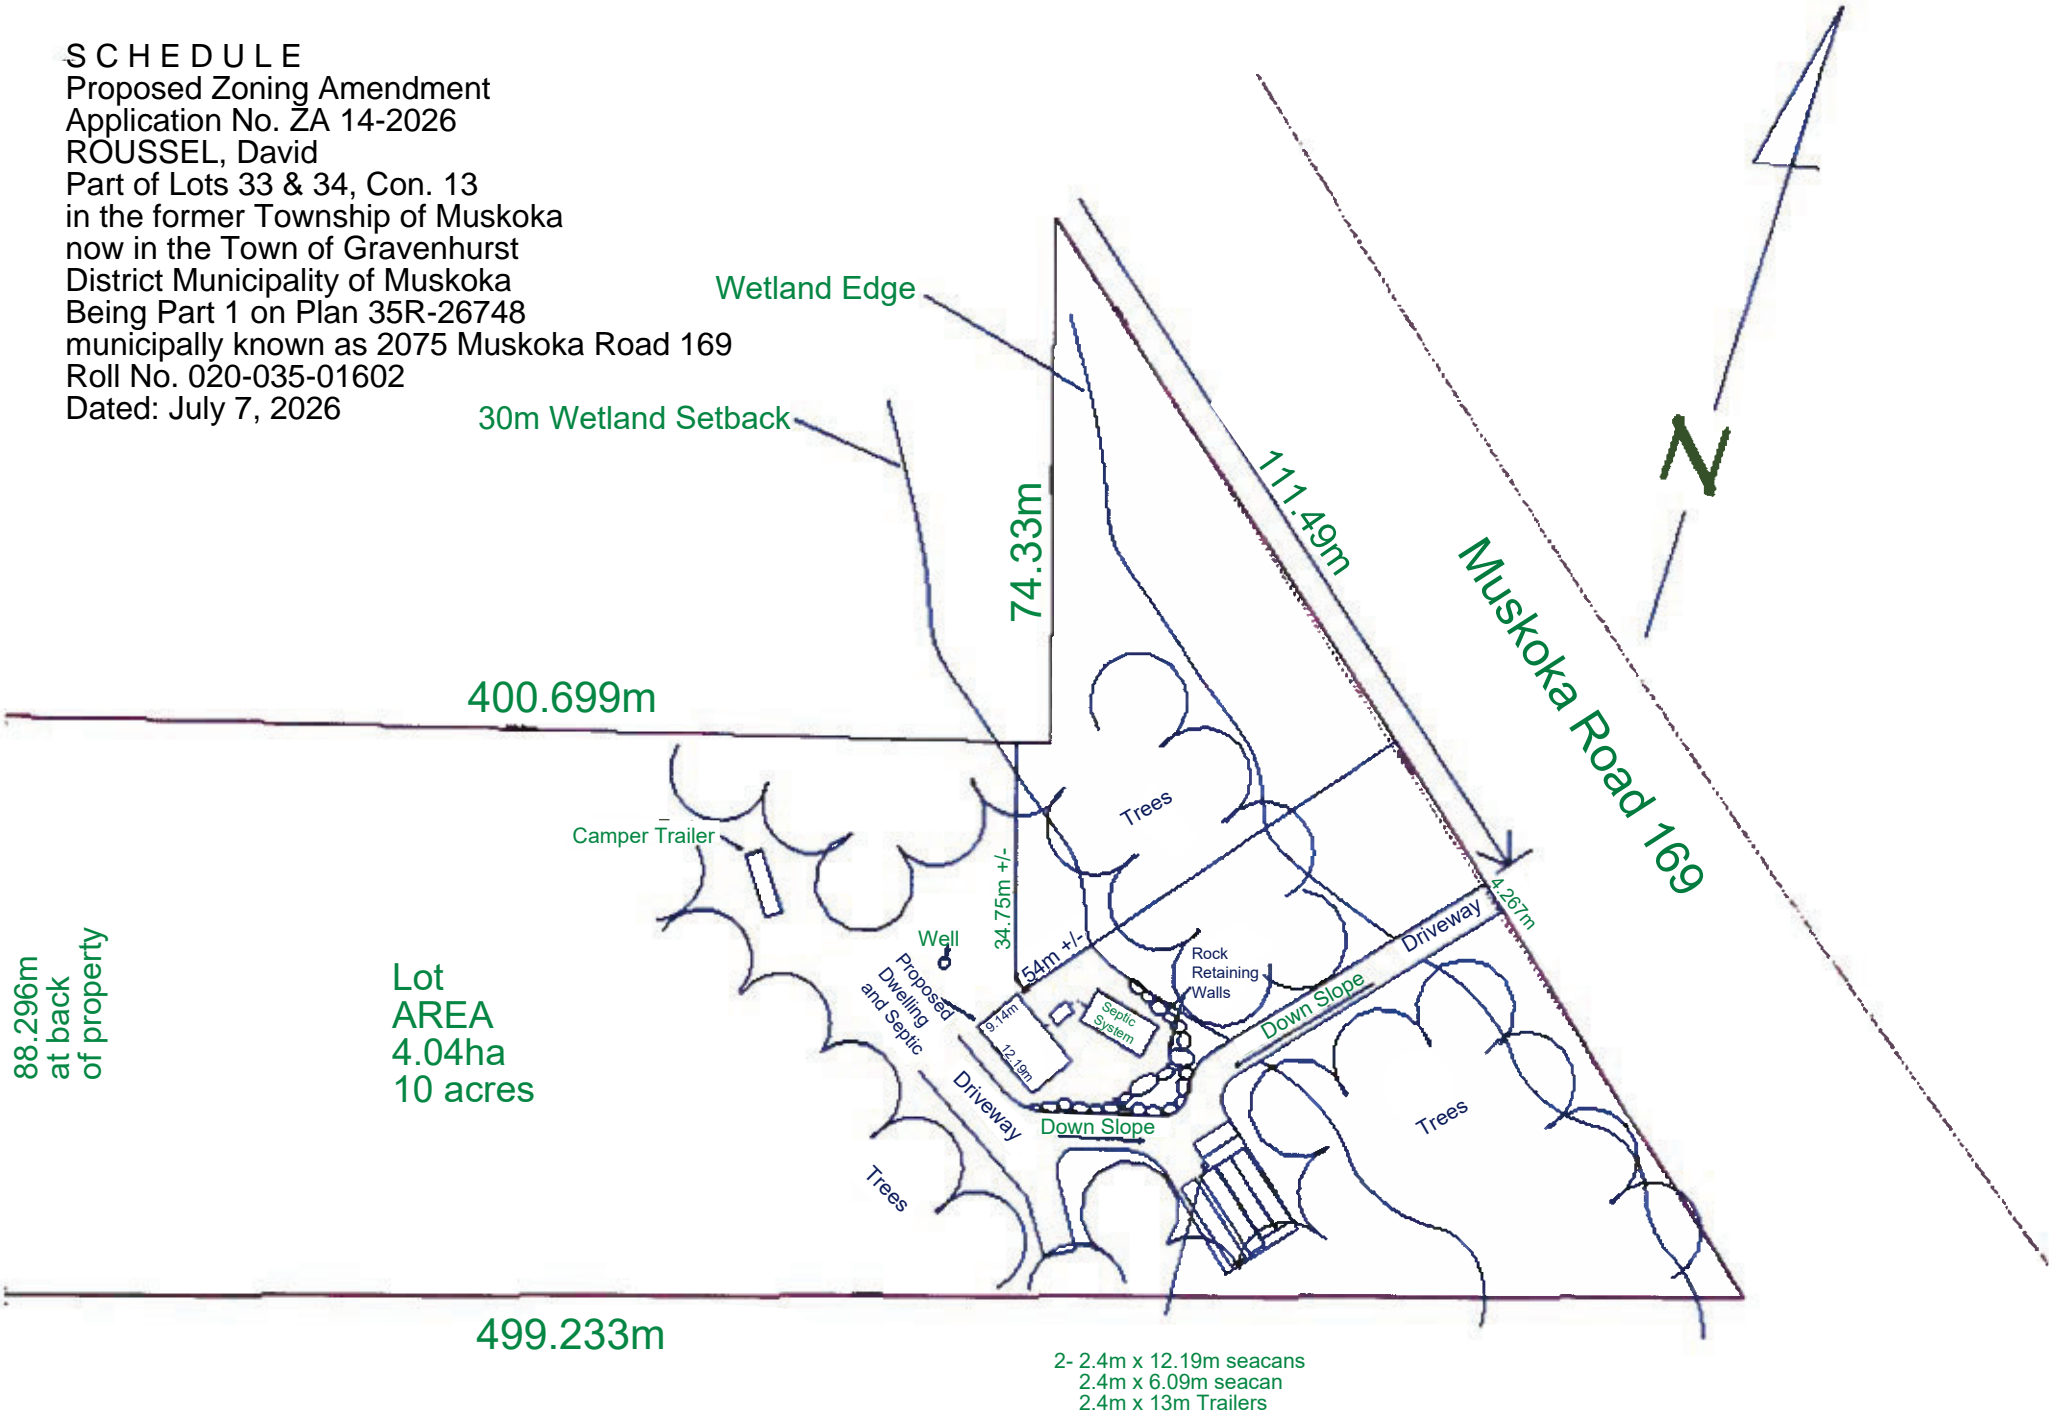 S C H E D U L E
Proposed Zoning Amendment
Application No. ZA 14-2026
ROUSSEL, David
Part of Lots 33 & 34, Con. 13
in the former Township of Muskoka
now in the Town of Gravenhurst
District Municipality of Muskoka
Being Part 1 on Plan 35R-26748
municipally known as 2075 Muskoka Road 169
Roll No. 020-035-01602
Dated: July 7, 2026
Wetland Edge
30m Wetland Setback
N
74.33m
111.49m
Muskoka Road 169
400.699m
Trees
Camper Trailer
34.75m +/-
4.267m
Driveway
Well
54m +/-
Rock
Retaining
Walls
88.296m
at back
of property
Lot
AREA
4.04ha
10 acres
Proposed
Dwelling
and Septic
9.14m
12.19m
Septic
System
Down Slope
Driveway
Down Slope
Trees
Trees
499.233m
2- 2.4m x 12.19m seacans
2.4m x 6.09m seacan
2.4m x 13m Trailers